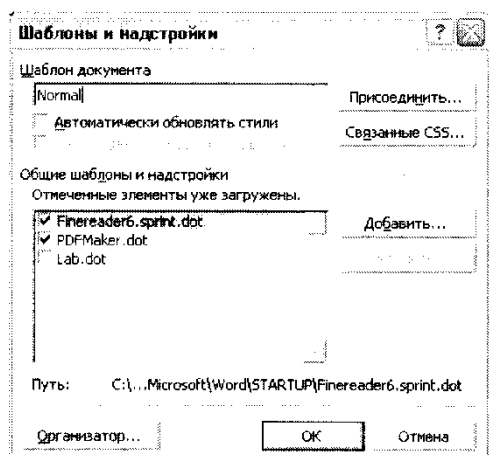 Шаблоны и надстройки
?
Шаблон документа
Normal
Присоединить...
Автоматически обновлять стили
Связанные CSS...
Общие шаблоны и надстройки
Отмеченные элементы уже загружены.
Finereader6.sprint.dot
Добавить...
PDFMaker.dot
Lab.dot
Путь: C:\...Microsoft\Word\STARTUP\Finereader6.sprint.dot
Организатор... ОК Отмена